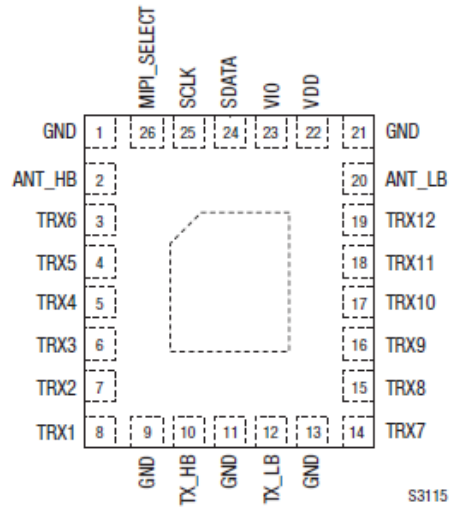 MIPI_SELECT
SCLK
SDATA
VIO
VDD
GND 1 26 25 24 23 22 21 GND
ANT_HB 2 20 ANT_LB
TRX6 3 19 TRX12
TRX5 4 18 TRX11
TRX4 5 17 TRX10
TRX3 6 16 TRX9
TRX2 7 15 TRX8
TRX1 8 9 10 11 12 13 14 TRX7
GND
TX_HB
GND
TX_LB
GND
S3115